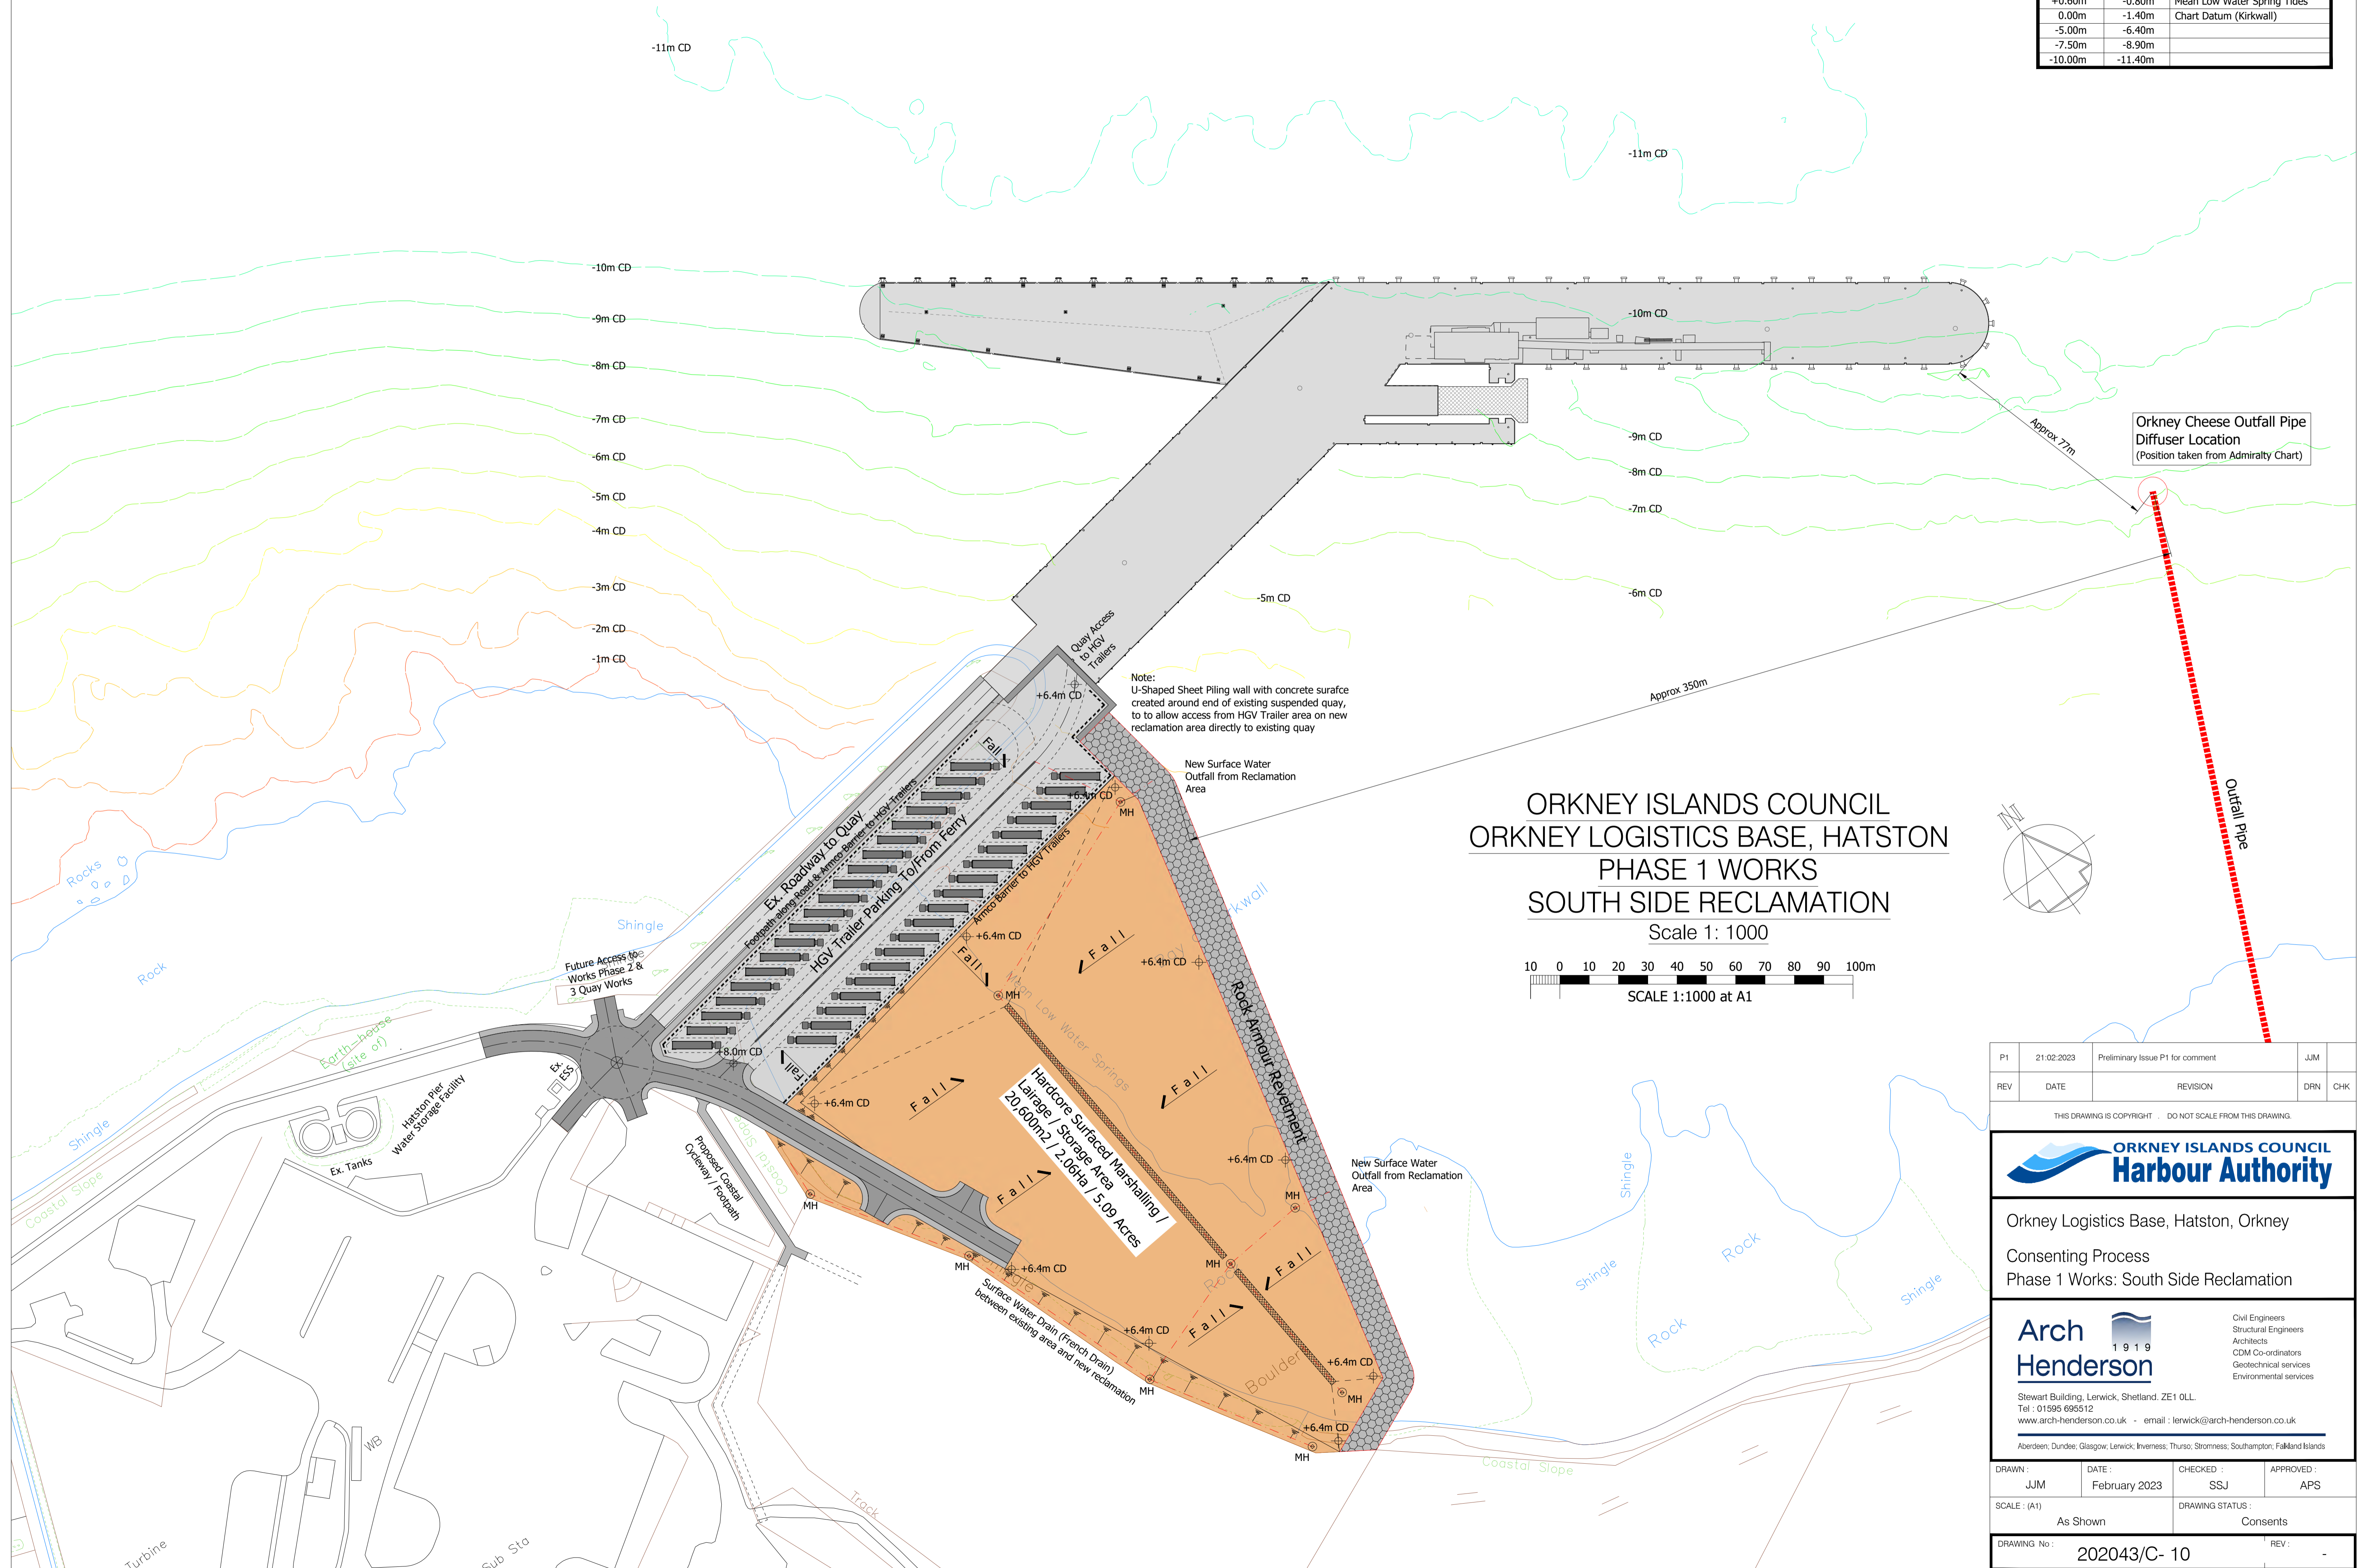 +0.60m -0.80m Mean Low Water Spring Tides
0.00m -1.40m Chart Datum (Kirkwall)
-5.00m -6.40m
-7.50m -8.90m
-10.00m -11.40m
-11m CD
-11m CD
-10m CD
-9m CD
-8m CD
-7m CD
-6m CD
-5m CD
-4m CD
-3m CD
-2m CD
-1m CD
-10m CD
-9m CD
-8m CD
-7m CD
-6m CD
-5m CD
Approx 77m
Orkney Cheese Outfall Pipe
Diffuser Location
(Position taken from Admiralty Chart)
Approx 350m
Outfall Pipe
Quay Access
to HGV
Trailers
+6.4m CD
Note:
U-Shaped Sheet Piling wall with concrete surafce
created around end of existing suspended quay,
to to allow access from HGV Trailer area on new
reclamation area directly to existing quay
New Surface Water
Outfall from Reclamation
Area
Fall
+6.4m CD
MH
Ex. Roadway to Quay
Footpath along Road & Armco Barrier to HGV Trailers
HGV Trailer Parking To/From Ferry
Armco Barrier to HGV Trailers
ORKNEY ISLANDS COUNCIL
ORKNEY LOGISTICS BASE, HATSTON
PHASE 1 WORKS
SOUTH SIDE RECLAMATION
Scale 1: 1000
10 0 10 20 30 40 50 60 70 80 90 100m
SCALE 1:1000 at A1
N
Rocks
Rock
Shingle
Shingle
Future Access to
Works Phase 2 &
3 Quay Works
Earth-house
(site of)
Shingle
Coastal Slope
Hatston Pier
Water Storage Facility
Ex. Tanks
Ex.
ESS
+8.0m CD
Fall
+6.4m CD
+6.4m CD
Fall
Fall
+6.4m CD
MH
Mean Low Water Springs
Rock Armour Revetment
Fall
Fall
Fall
Hardcore Surfaced Marshalling /
Lairage / Storage Area
20,600m2 / 2.06Ha / 5.09 Acres
+6.4m CD
MH
New Surface Water
Outfall from Reclamation
Area
Proposed Coastal
Cycleway / Footpath
Coastal Slope
MH
MH
+6.4m CD
Shingle
Surface Water Drain (French Drain)
between existing area and new reclamation
MH
Fall
Fall
+6.4m CD
MH
Boulder
+6.4m CD
MH
+6.4m CD
MH
Coastal Slope
Track
WB
Turbine
Sub Sta
Shingle
Shingle
Rock
Rock
Shingle
P1 21:02:2023 Preliminary Issue P1 for comment JJM
REV DATE REVISION DRN CHK
THIS DRAWING IS COPYRIGHT . DO NOT SCALE FROM THIS DRAWING.
ORKNEY ISLANDS COUNCIL
Harbour Authority
Orkney Logistics Base, Hatston, Orkney
Consenting Process
Phase 1 Works: South Side Reclamation
Arch
Henderson
1919
Civil Engineers
Structural Engineers
Architects
CDM Co-ordinators
Geotechnical services
Environmental services
Stewart Building, Lerwick, Shetland. ZE1 0LL.
Tel : 01595 695512
www.arch-henderson.co.uk - email : lerwick@arch-henderson.co.uk
Aberdeen; Dundee; Glasgow; Lerwick; Inverness; Thurso; Stromness; Southampton; Falkland Islands
DRAWN : DATE : CHECKED : APPROVED :
JJM February 2023 SSJ APS
SCALE : (A1) DRAWING STATUS :
As Shown Consents
DRAWING No : REV :
202043/C- 10 -